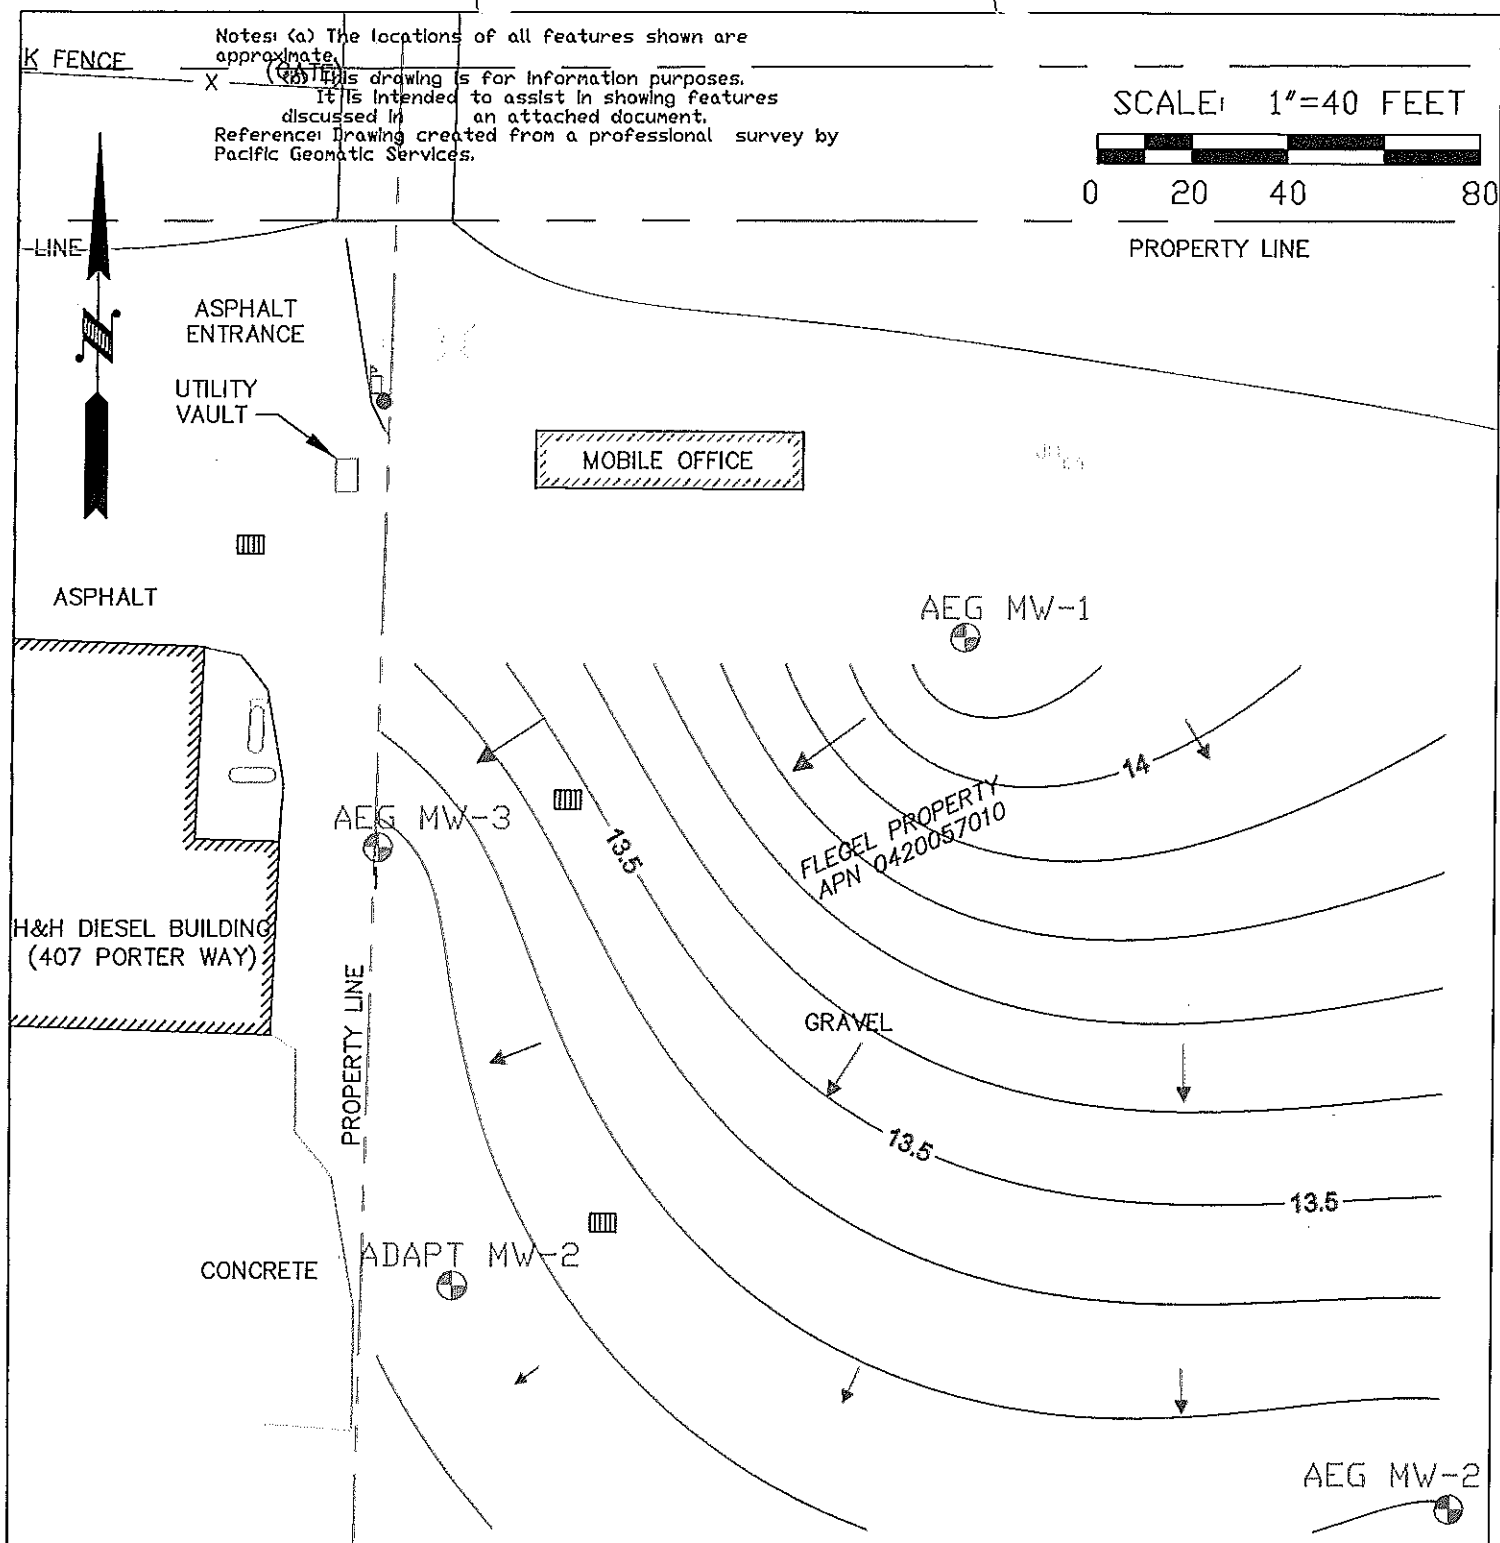 Notes: (a) The locations of all features shown are
approximate.
K FENCE
X
(GATE)
(b) This drawing is for information purposes.
It is intended to assist in showing features
discussed in an attached document.
Reference: Drawing created from a professional survey by
Pacific Geomatic Services.
SCALE: 1"=40 FEET
0 20 40 80
LINE
PROPERTY LINE
ASPHALT
ENTRANCE
UTILITY
VAULT
MOBILE OFFICE
ASPHALT
AEG MW-1
14
AEG MW-3
13.5
FLEGEL PROPERTY
APN 0420057010
H&H DIESEL BUILDING
(407 PORTER WAY)
PROPERTY LINE
GRAVEL
13.5
13.5
ADAPT MW-2
CONCRETE
AEG MW-2